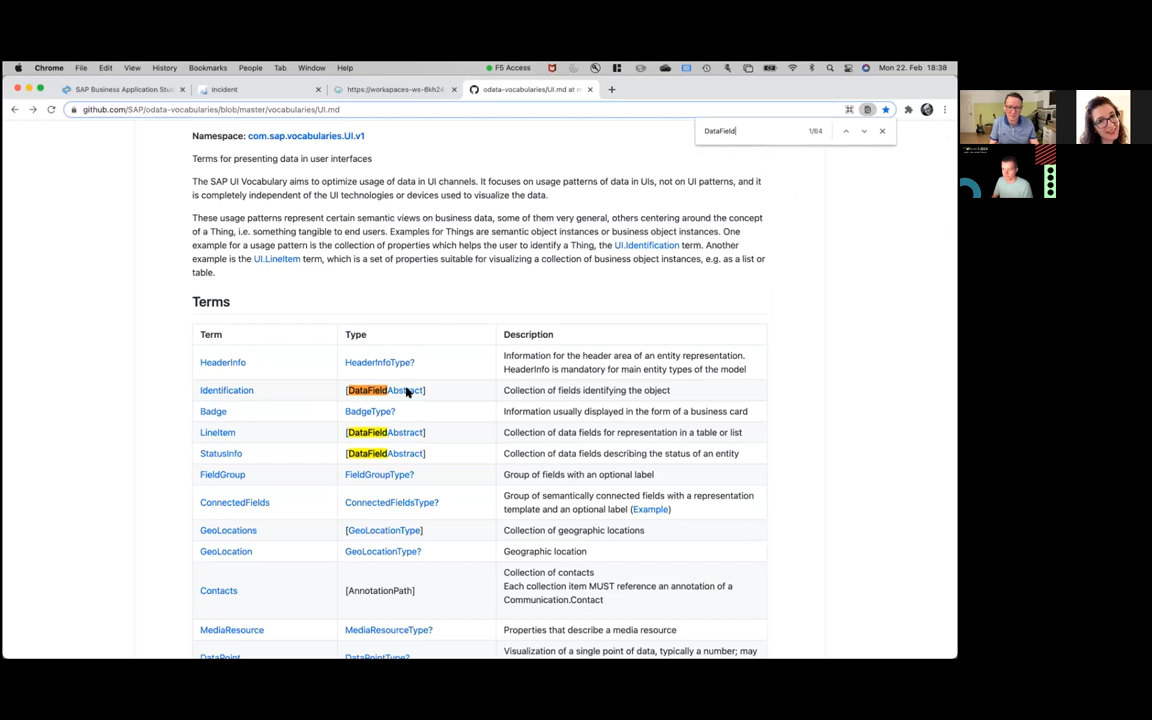 Chrome File Edit View History Bookmarks People Tab Window Help F5 Access Mon 22. Feb 18:38
SAP Business Application Stu
Incident
https://workspaces-ws-8kh24
odata-vocabularies/UI.md at m
github.com/SAP/odata-vocabularies/blob/master/vocabularies/UI.md
DataField 1/64
Namespace: com.sap.vocabularies.UI.v1
Terms for presenting data in user interfaces
The SAP UI Vocabulary aims to optimize usage of data in UI channels. It focuses on usage patterns of data in UIs, not on UI patterns, and it
is completely independent of the UI technologies or devices used to visualize the data.
These usage patterns represent certain semantic views on business data, some of them very general, others centering around the concept
of a Thing, i.e. something tangible to end users. Examples for Things are semantic object instances or business object instances. One
example for a usage pattern is the collection of properties which helps the user to identify a Thing, the UI.Identification term. Another
example is the UI.LineItem term, which is a set of properties suitable for visualizing a collection of business object instances, e.g. as a list or
table.
Terms
Term Type Description
HeaderInfo HeaderInfoType? Information for the header area of an entity representation.
HeaderInfo is mandatory for main entity types of the model
Identification [DataFieldAbstract] Collection of fields identifying the object
Badge BadgeType? Information usually displayed in the form of a business card
LineItem [DataFieldAbstract] Collection of data fields for representation in a table or list
StatusInfo [DataFieldAbstract] Collection of data fields describing the status of an entity
FieldGroup FieldGroupType? Group of fields with an optional label
ConnectedFields ConnectedFieldsType? Group of semantically connected fields with a representation
template and an optional label (Example)
GeoLocations [GeoLocationType] Collection of geographic locations
GeoLocation GeoLocationType? Geographic location
Contacts [AnnotationPath] Collection of contacts
Each collection item MUST reference an annotation of a
Communication.Contact
MediaResource MediaResourceType? Properties that describe a media resource
DataPoint DataPointType? Visualization of a single point of data, typically a number; may